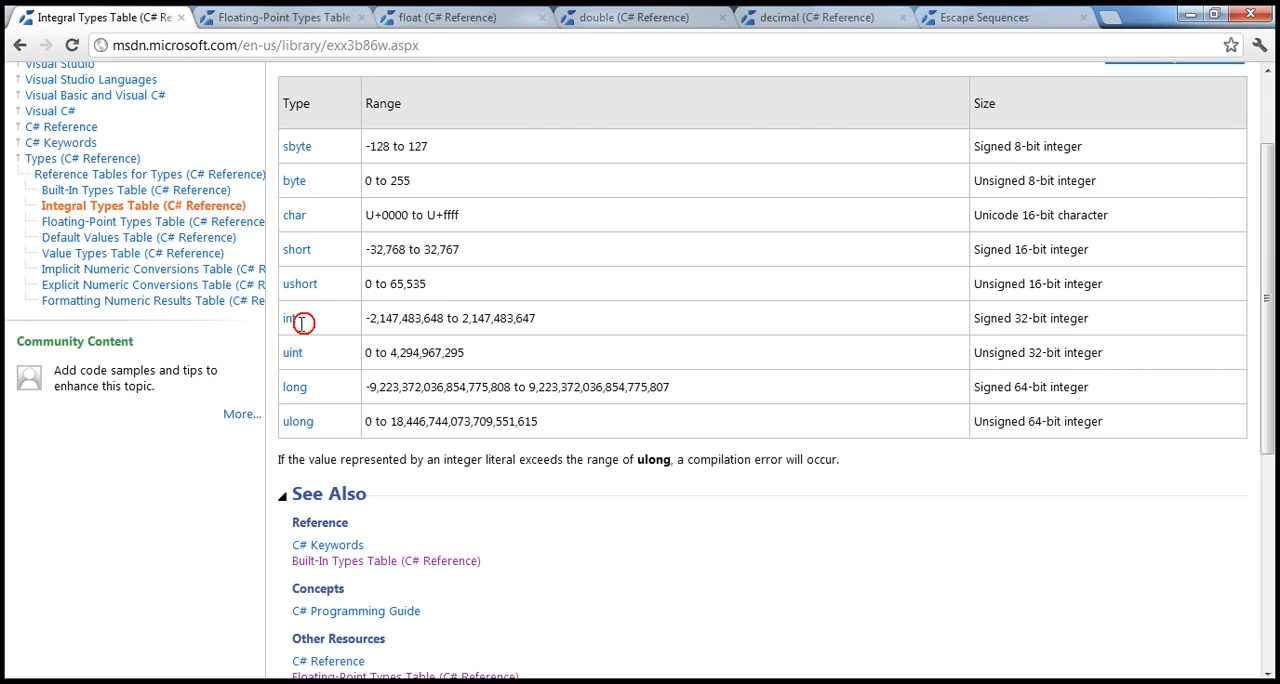 Integral Types Table (C# Re
Floating-Point Types Table
float (C# Reference)
double (C# Reference)
decimal (C# Reference)
Escape Sequences
msdn.microsoft.com/en-us/library/exx3b86w.aspx
Visual Studio
Visual Studio Languages
Visual Basic and Visual C#
Visual C#
C# Reference
C# Keywords
Types (C# Reference)
Reference Tables for Types (C# Reference)
Built-In Types Table (C# Reference)
Integral Types Table (C# Reference)
Floating-Point Types Table (C# Reference
Default Values Table (C# Reference)
Value Types Table (C# Reference)
Implicit Numeric Conversions Table (C# R
Explicit Numeric Conversions Table (C# R
Formatting Numeric Results Table (C# Re
Community Content
Add code samples and tips to
enhance this topic.
More...
Type Range Size
sbyte -128 to 127 Signed 8-bit integer
byte 0 to 255 Unsigned 8-bit integer
char U+0000 to U+ffff Unicode 16-bit character
short -32,768 to 32,767 Signed 16-bit integer
ushort 0 to 65,535 Unsigned 16-bit integer
int -2,147,483,648 to 2,147,483,647 Signed 32-bit integer
uint 0 to 4,294,967,295 Unsigned 32-bit integer
long -9,223,372,036,854,775,808 to 9,223,372,036,854,775,807 Signed 64-bit integer
ulong 0 to 18,446,744,073,709,551,615 Unsigned 64-bit integer
If the value represented by an integer literal exceeds the range of ulong, a compilation error will occur.
See Also
Reference
C# Keywords
Built-In Types Table (C# Reference)
Concepts
C# Programming Guide
Other Resources
C# Reference
Floating-Point Types Table (C# Reference)